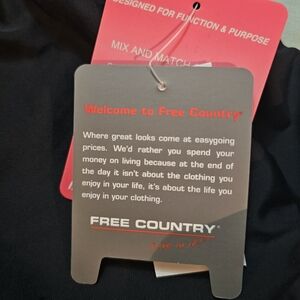 DESIGNED FOR FUNCTION & PURPOSE
MIX AND MATCH
Welcome to Free Country®
Where great looks come at easygoing
prices. We'd rather you spend your
money on living because at the end of
the day it isn't about the clothing you
enjoy in your life, it's about the life you
enjoy in your clothing.
FREE COUNTRY®